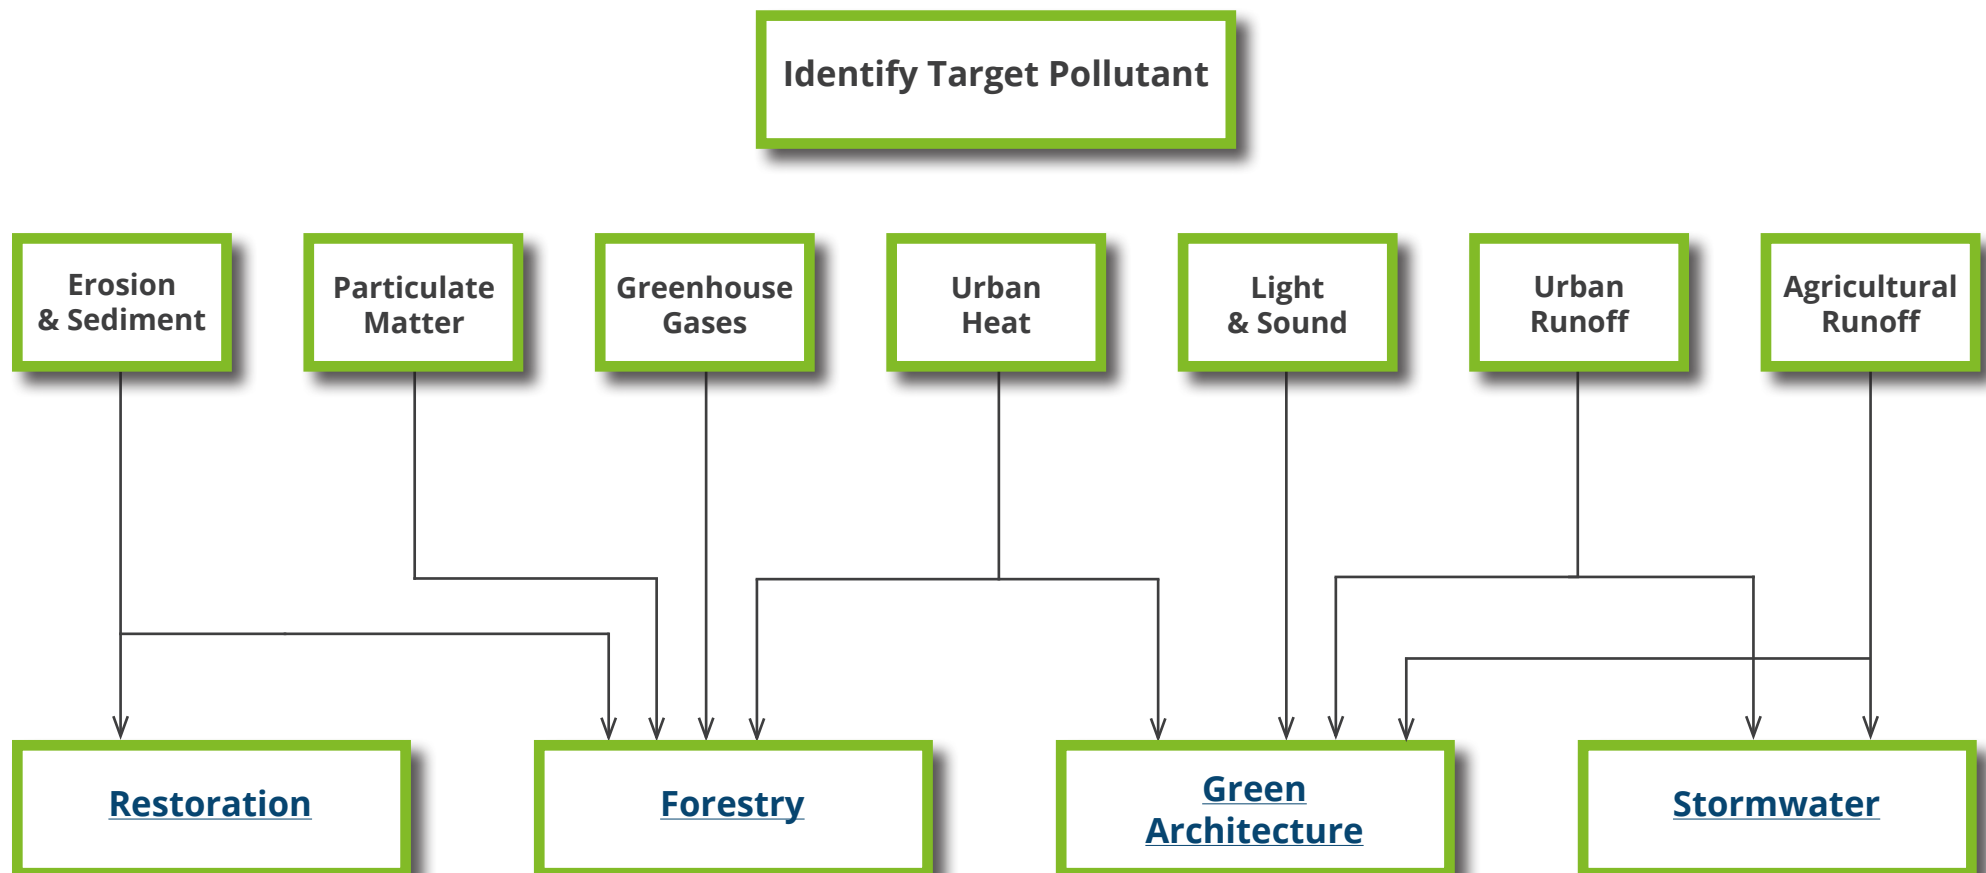 Identify Target Pollutant
Erosion
& Sediment
Particulate
Matter
Greenhouse
Gases
Urban
Heat
Light
& Sound
Urban
Runoff
Agricultural
Runoff
Restoration
Forestry
Green
Architecture
Stormwater